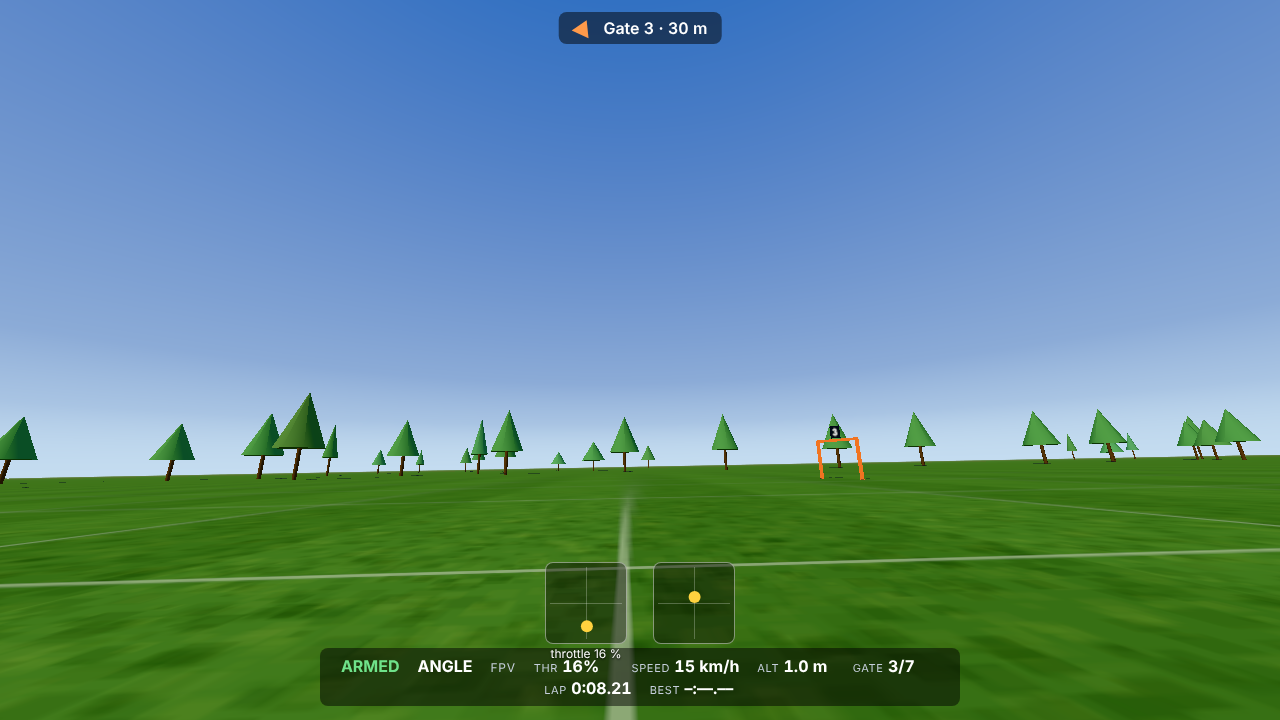 Gate 3 · 30 m
3
throttle 16 %
ARMED ANGLE FPV THR 16% SPEED 15 km/h ALT 1.0 m GATE 3/7
LAP 0:08.21 BEST –:––.––